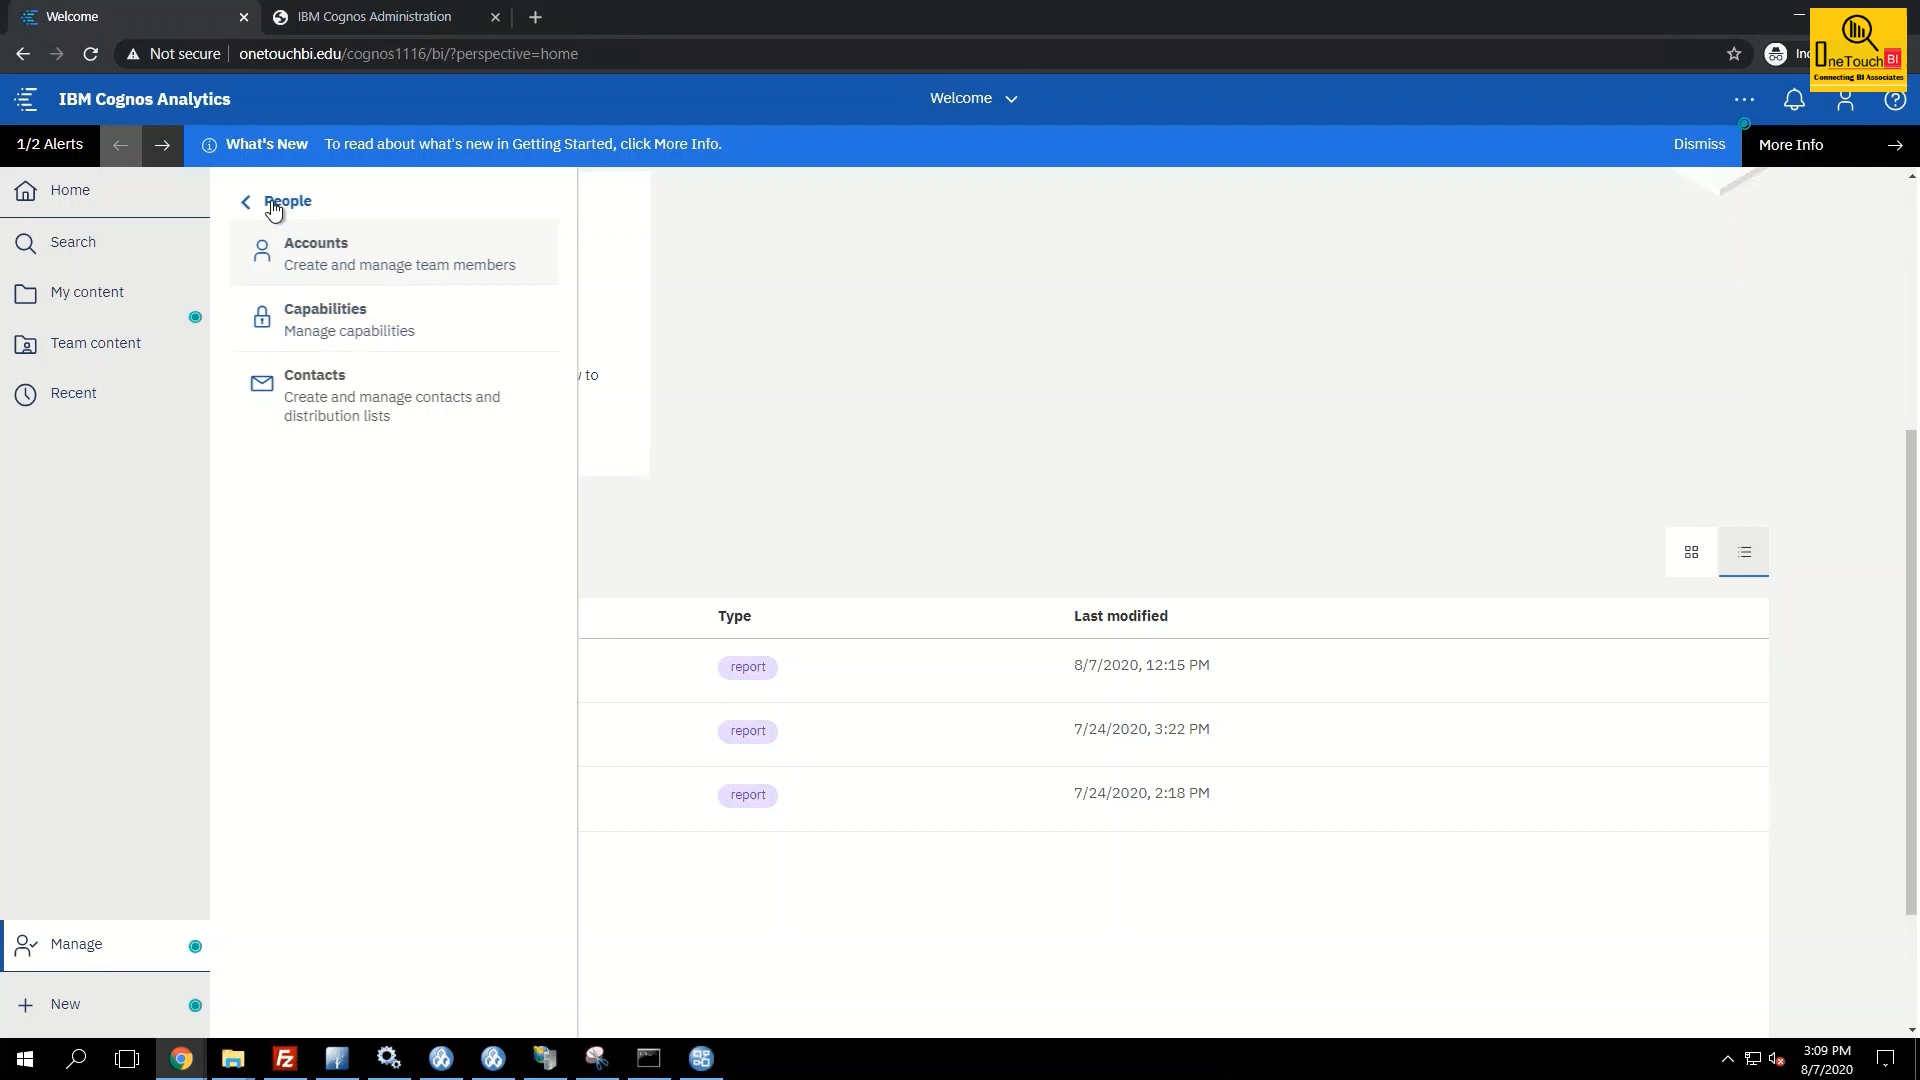 Welcome
IBM Cognos Administration
Not secure
onetouchbi.edu/cognos1116/bi/?perspective=home
OneTouch BI
Connecting BI Associates
IBM Cognos Analytics
Welcome
1/2 Alerts
What's New To read about what's new in Getting Started, click More Info.
Dismiss
More Info
Home
Search
My content
Team content
Recent
People
Accounts
Create and manage team members
Capabilities
Manage capabilities
Contacts
Create and manage contacts and
distribution lists
to
Type Last modified
report 8/7/2020, 12:15 PM
report 7/24/2020, 3:22 PM
report 7/24/2020, 2:18 PM
Manage
New
3:09 PM
8/7/2020